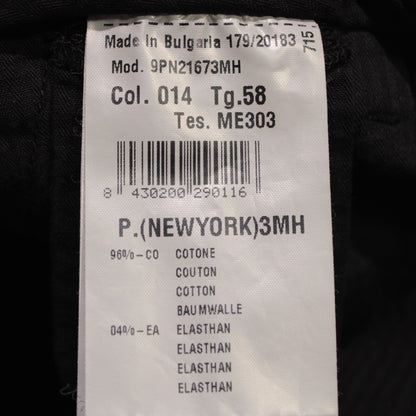 Made in Bulgaria 179/20183
715
Mod. 9PN21673MH
Col. 014 Tg.58
Tes. ME303
8 430200 290116
P.(NEWYORK)3MH
96%-CO COTONE
COUTON
COTTON
BAUMWALLE
04%-EA ELASTHAN
ELASTHAN
ELASTHAN
ELASTHAN